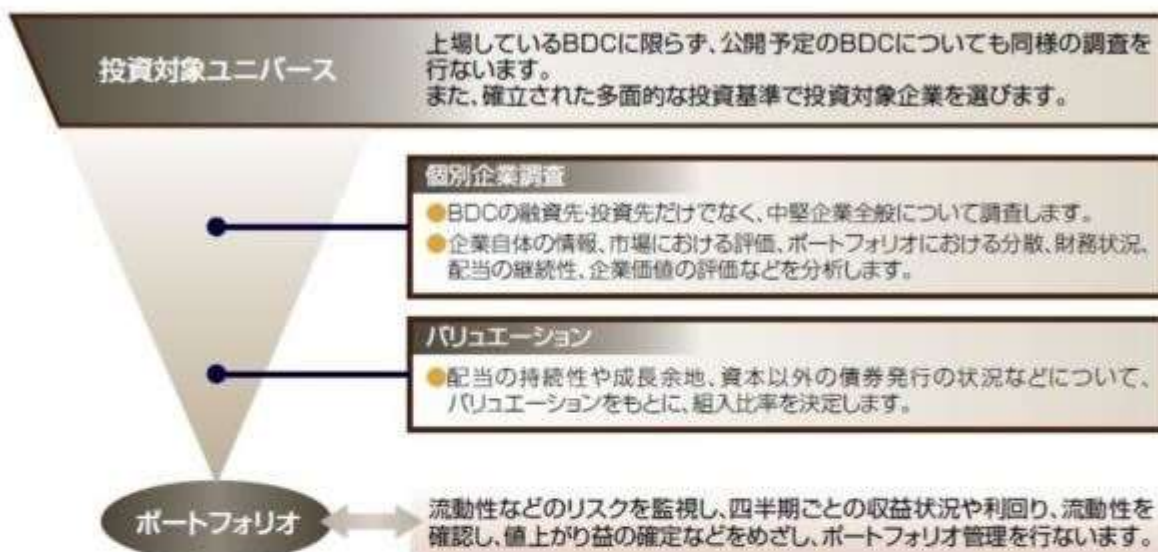 投資対象ユニバース
上場しているBDCに限らず、公開予定のBDCについても同様の調査を
行ないます。
また、確立された多面的な投資基準で投資対象企業を選びます。
個別企業調査
●BDCの融資先・投資先だけでなく、中堅企業全般について調査します。
●企業自体の情報、市場における評価、ポートフォリオにおける分散、財務状況、
配当の継続性、企業価値の評価などを分析します。
バリュエーション
●配当の持続性や成長余地、資本以外の債券発行の状況などについて、
バリュエーションをもとに、組入比率を決定します。
ポートフォリオ
流動性などのリスクを監視し、四半期ごとの収益状況や利回り、流動性を
確認し、値上がり益の確定などをめざし、ポートフォリオ管理を行ないます。